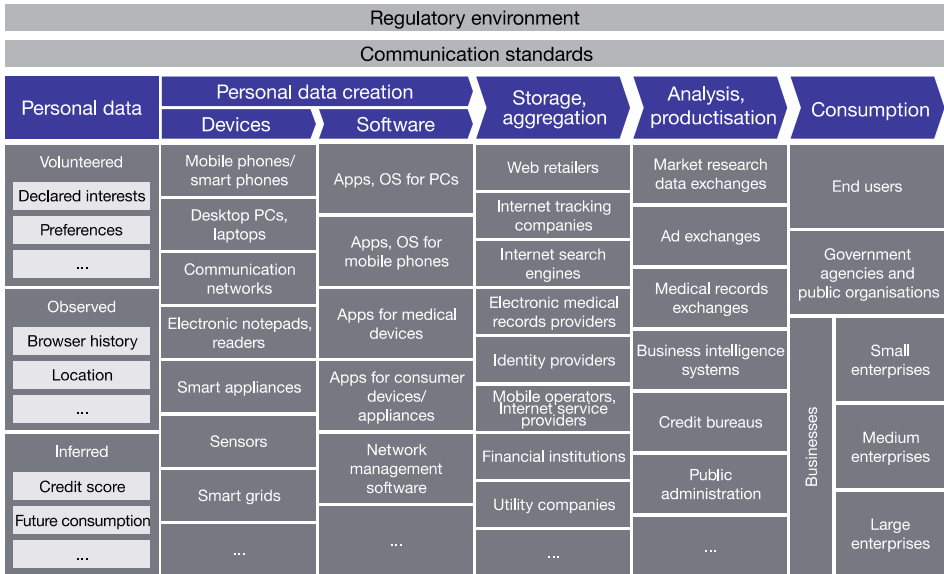 Regulatory environment
Communication standards
Personal data
Personal data creation
Devices
Software
Storage,
aggregation
Analysis,
productisation
Consumption
Volunteered
Declared interests
Preferences
...
Observed
Browser history
Location
...
Inferred
Credit score
Future consumption
...
Mobile phones/
smart phones
Desktop PCs,
laptops
Communication
networks
Electronic notepads,
readers
Smart appliances
Sensors
Smart grids
...
Apps, OS for PCs
Apps, OS for
mobile phones
Apps for medical
devices
Apps for consumer
devices/
appliances
Network
management
software
...
Web retailers
Internet tracking
companies
Internet search
engines
Electronic medical
records providers
Identity providers
Mobile operators,
Internet service
providers
Financial institutions
Utility companies
...
Market research
data exchanges
Ad exchanges
Medical records
exchanges
Business intelligence
systems
Credit bureaus
Public
administration
...
End users
Government
agencies and
public organisations
Businesses
Small
enterprises
Medium
enterprises
Large
enterprises